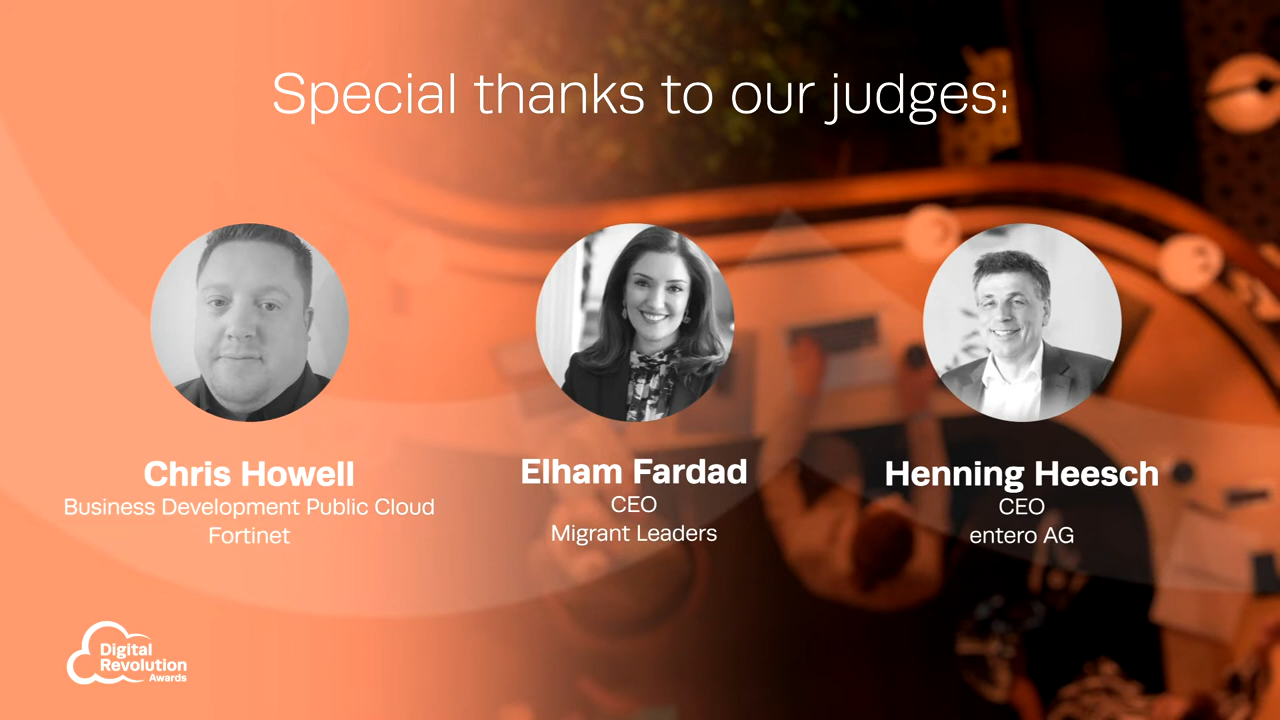 Special thanks to our judges:
Chris Howell
Business Development Public Cloud
Fortinet
Elham Fardad
CEO
Migrant Leaders
Henning Heesch
CEO
entero AG
Digital
Revolution
Awards